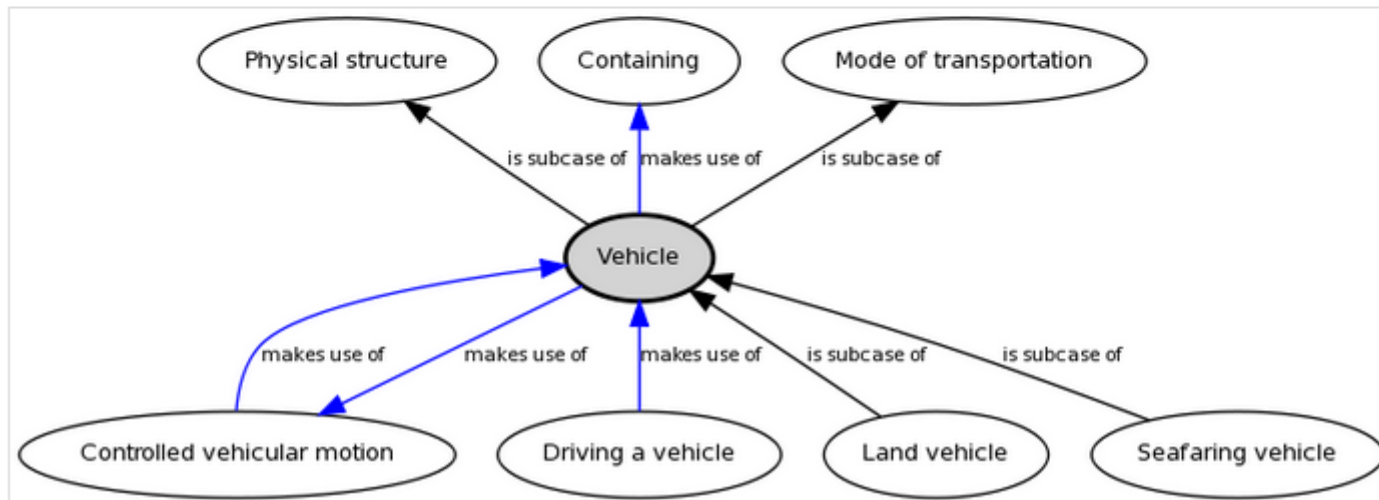 Physical structure
Containing
Mode of transportation
is subcase of
makes use of
is subcase of
Vehicle
makes use of
makes use of
makes use of
is subcase of
is subcase of
Controlled vehicular motion
Driving a vehicle
Land vehicle
Seafaring vehicle